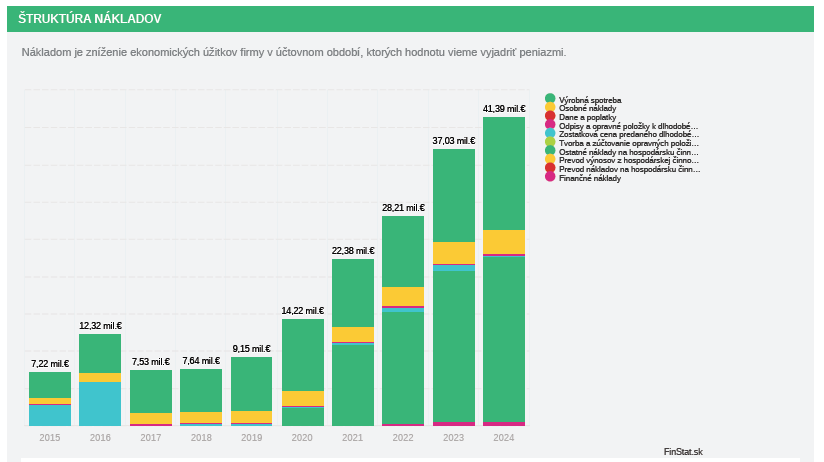 ŠTRUKTÚRA NÁKLADOV
Nákladom je zníženie ekonomických úžitkov firmy v účtovnom období, ktorých hodnotu vieme vyjadriť peniazmi.
41,39 mil.€
37,03 mil.€
28,21 mil.€
22,38 mil.€
14,22 mil.€
12,32 mil.€
9,15 mil.€
7,22 mil.€
7,53 mil.€
7,64 mil.€
Výrobná spotreba
Osobné náklady
Dane a poplatky
Odpisy a opravné položky k dlhodobé…
Zostatková cena predaného dlhodobé…
Tvorba a zúčtovanie opravných položi…
Ostatné náklady na hospodársku činn…
Prevod výnosov z hospodárskej činno…
Prevod nákladov na hospodársku činn…
Finančné náklady
2015 2016 2017 2018 2019 2020 2021 2022 2023 2024
FinStat.sk